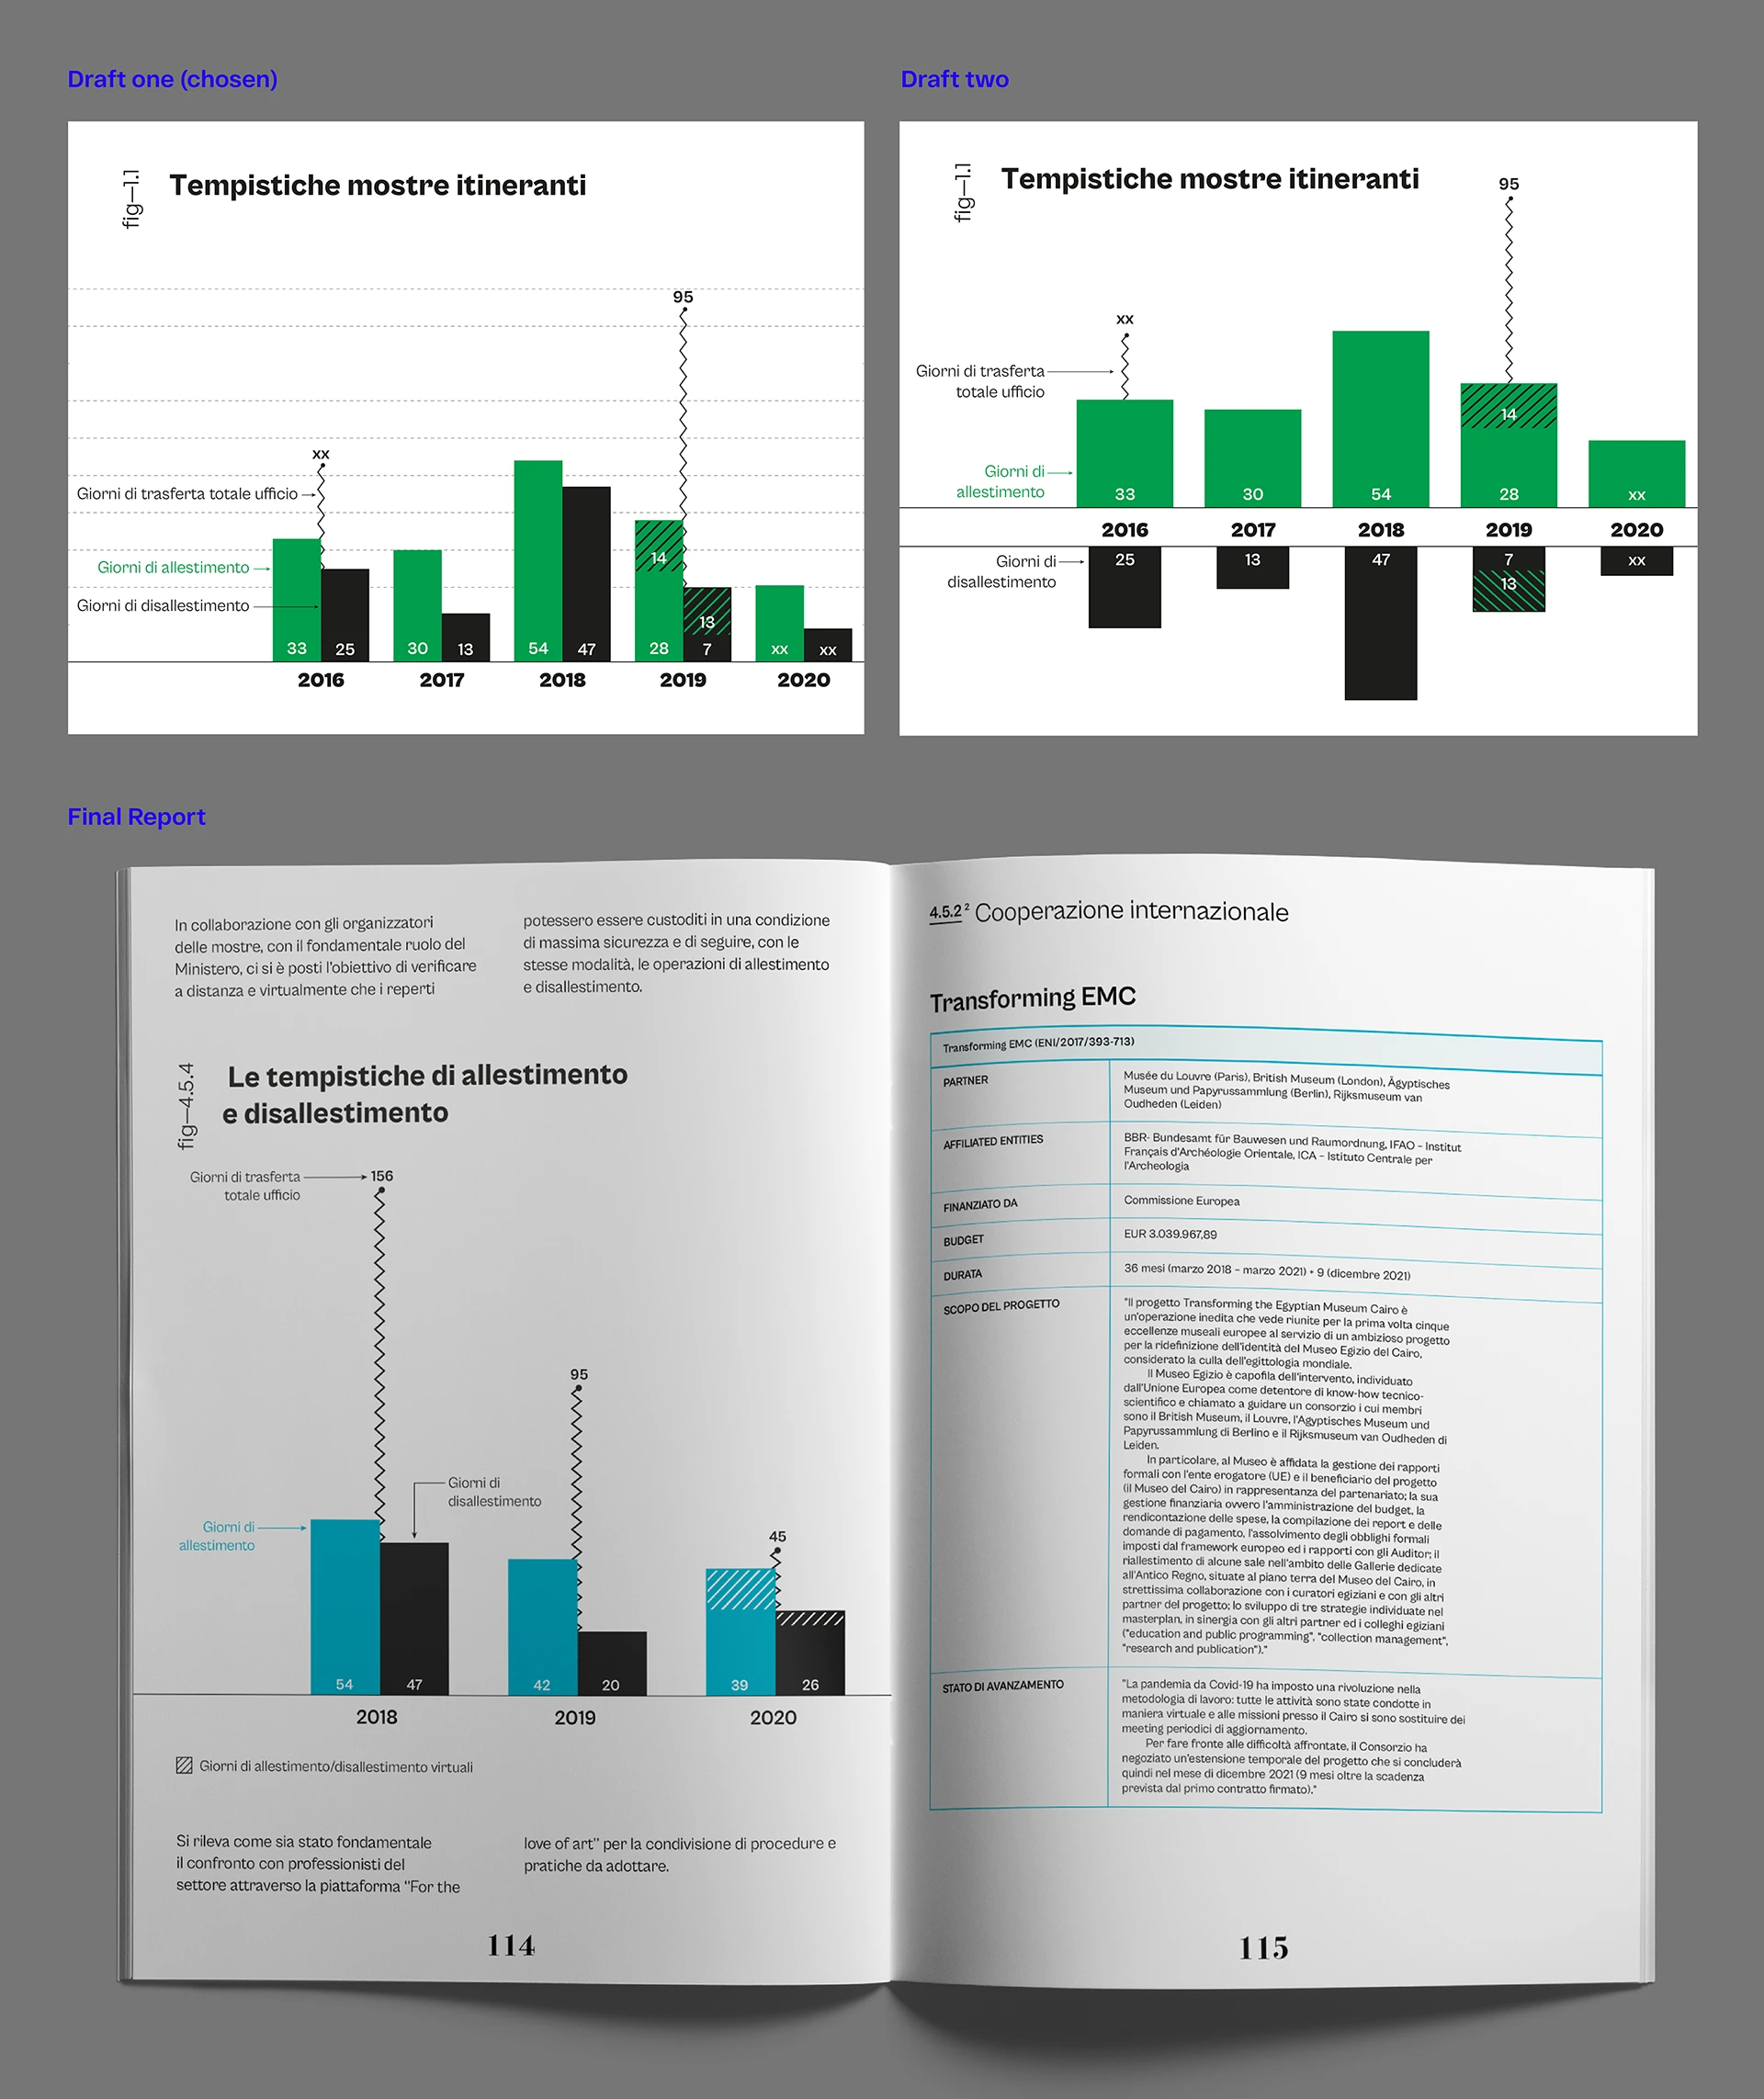 Draft one (chosen)
fig—1.1
Tempistiche mostre itineranti
95
xx
Giorni di trasferta totale ufficio
Giorni di allestimento
Giorni di disallestimento
14
13
33
25
30
13
54
47
28
7
xx
xx
2016
2017
2018
2019
2020
Draft two
fig—1.1
Tempistiche mostre itineranti
95
xx
Giorni di trasferta
totale ufficio
14
Giorni di
allestimento
33
30
54
28
xx
2016
2017
2018
2019
2020
Giorni di
disallestimento
25
13
47
7
xx
13
Final Report
In collaborazione con gli organizzatori
delle mostre, con il fondamentale ruolo del
Ministero, ci si è posti l'obiettivo di verificare
a distanza e virtualmente che i reperti
potessero essere custoditi in una condizione
di massima sicurezza e di seguire, con le
stesse modalità, le operazioni di allestimento
e disallestimento.
fig—4.5.4
Le tempistiche di allestimento
e disallestimento
Giorni di trasferta
totale ufficio
156
95
Giorni di
disallestimento
Giorni di
allestimento
45
54
47
42
20
39
26
2018
2019
2020
Giorni di allestimento/disallestimento virtuali
Si rileva come sia stato fondamentale
il confronto con professionisti del
settore attraverso la piattaforma "For the
love of art" per la condivisione di procedure e
pratiche da adottare.
114
4.5.2² Cooperazione internazionale
Transforming EMC
Transforming EMC (ENI/2017/393-713)
PARTNER
Musée du Louvre (Paris), British Museum (London), Ägyptisches
Museum und Papyrussammlung (Berlin), Rijksmuseum van
Oudheden (Leiden)
AFFILIATED ENTITIES
BBR- Bundesamt für Bauwesen und Raumordnung, IFAO - Institut
Français d'Archéologie Orientale, ICA - Istituto Centrale per
l'Archeologia
FINANZIATO DA
Commissione Europea
BUDGET
EUR 3.039.967,89
DURATA
36 mesi (marzo 2018 – marzo 2021) + 9 (dicembre 2021)
SCOPO DEL PROGETTO
"Il progetto Transforming the Egyptian Museum Cairo è
un'operazione inedita che vede riunite per la prima volta cinque
eccellenze museali europee al servizio di un ambizioso progetto
per la ridefinizione dell'identità del Museo Egizio del Cairo,
considerato la culla dell'egittologia mondiale.
Il Museo Egizio è capofila dell'intervento, individuato
dall'Unione Europea come detentore di know-how tecnico-
scientifico e chiamato a guidare un consorzio i cui membri
sono il British Museum, il Louvre, l'Agyptisches Museum und
Papyrussammlung di Berlino e il Rijksmuseum van Oudheden di
Leiden.
In particolare, al Museo è affidata la gestione dei rapporti
formali con l'ente erogatore (UE) e il beneficiario del progetto
(il Museo del Cairo) in rappresentanza del partenariato; la sua
gestione finanziaria ovvero l'amministrazione del budget, la
rendicontazione delle spese, la compilazione dei report e delle
domande di pagamento, l'assolvimento degli obblighi formali
imposti dal framework europeo ed i rapporti con gli Auditor; il
riallestimento di alcune sale nell'ambito delle Gallerie dedicate
all'Antico Regno, situate al piano terra del Museo del Cairo, in
strettissima collaborazione con i curatori egiziani e con gli altri
partner del progetto; lo sviluppo di tre strategie individuate nel
masterplan, in sinergia con gli altri partner ed i colleghi egiziani
("education and public programming", "collection management",
"research and publication")."
STATO DI AVANZAMENTO
"La pandemia da Covid-19 ha imposto una rivoluzione nella
metodologia di lavoro: tutte le attività sono state condotte in
maniera virtuale e alle missioni presso il Cairo si sono sostituire dei
meeting periodici di aggiornamento.
Per fare fronte alle difficoltà affrontate, il Consorzio ha
negoziato un'estensione temporale del progetto che si concluderà
quindi nel mese di dicembre 2021 (9 mesi oltre la scadenza
prevista dal primo contratto firmato)."
115